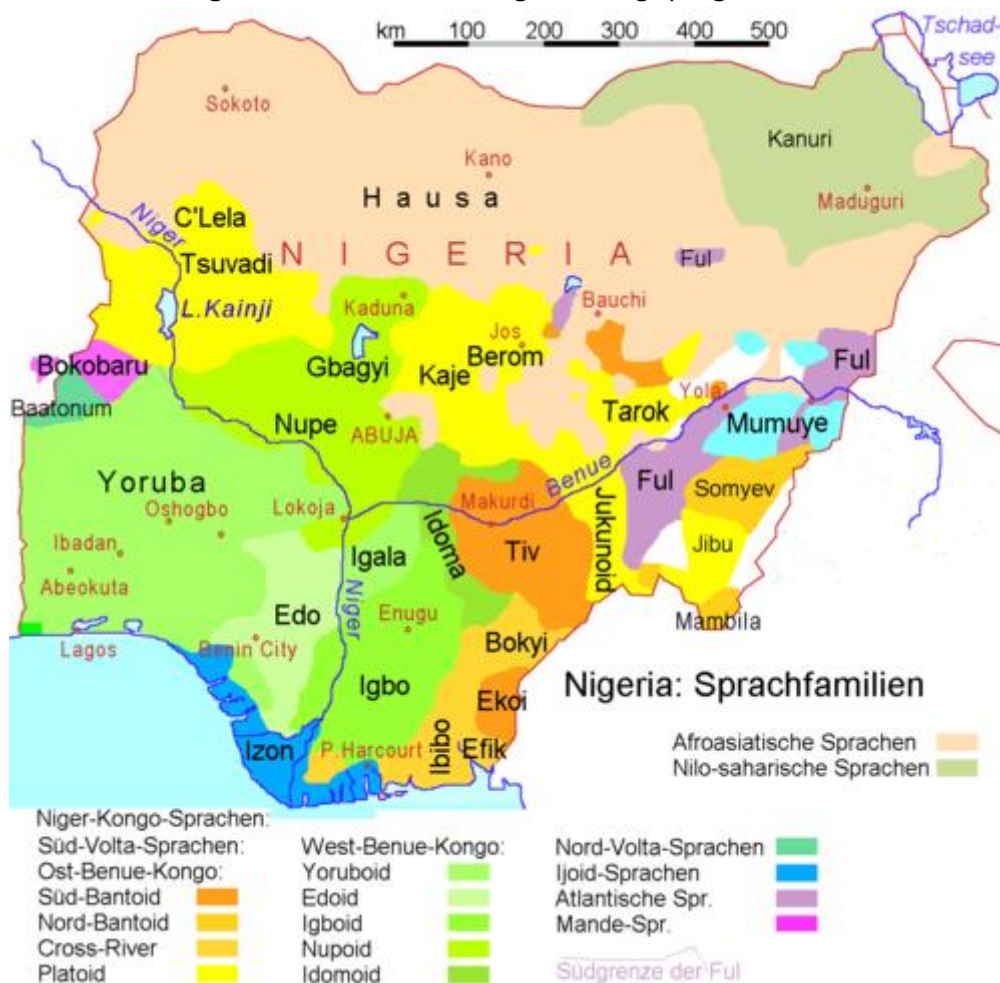 km 100 200 300 400 500
Tschad-
see
Sokoto
Kanuri
Kano
Maduguri
Hausa
C'Lela
Niger
NIGERIA
Tsuvadi
Ful
L.Kainji
Kaduna
Bauchi
Jos
Berom
Bokobaru
Gbagyi
Kaje
Ful
Yola
Baatonum
Tarok
Nupe
ABUJA
Mumuye
Benue
Yoruba
Ful
Somyev
Oshogbo
Lokoja
Makurdi
Jukunoid
Idoma
Ibadan
Igala
Tiv
Jibu
Abeokuta
Niger
Edo
Enugu
Mambila
Lagos
Benin City
Bokyi
Igbo
Ekoi
Nigeria: Sprachfamilien
Izon
P.Harcourt
Ibibo
Efik
Afroasiatische Sprachen
Nilo-saharische Sprachen
Niger-Kongo-Sprachen:
Süd-Volta-Sprachen:
Ost-Benue-Kongo:
Süd-Bantoid
Nord-Bantoid
Cross-River
Platoid
West-Benue-Kongo:
Yoruboid
Edoid
Igboid
Nupoid
Idomoid
Nord-Volta-Sprachen
Ijoid-Sprachen
Atlantische Spr.
Mande-Spr.
Südgrenze der Ful